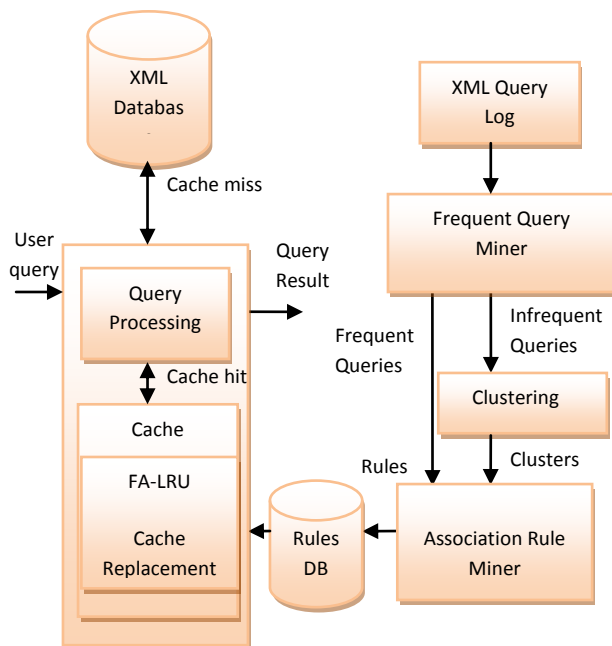 XML
Databas
XML Query
Log
Cache miss
Frequent Query
Miner
User
query
Query
Result
Query
Processing
Frequent
Queries
Infrequent
Queries
Cache hit
Clustering
Cache
Rules
Clusters
FA-LRU
Cache
Replacement
Rules
DB
Association Rule
Miner